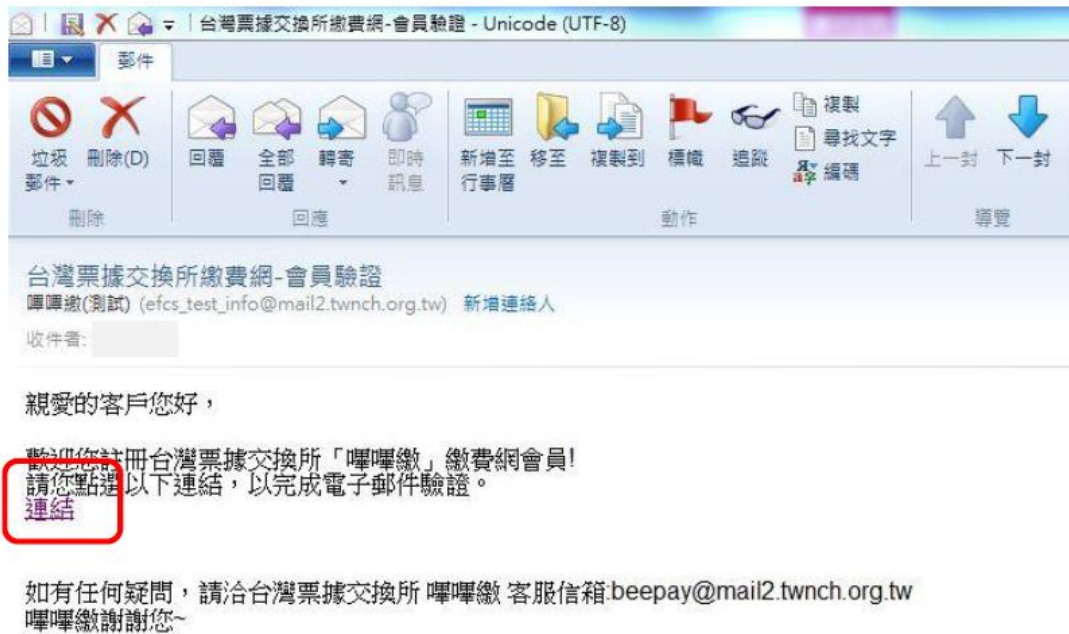 台灣票據交換所繳費網-會員驗證 - Unicode (UTF-8)
郵件
垃圾郵件
刪除(D)
回覆
全部回覆
轉寄
即時訊息
新增至行事曆
移至
複製到
標幟
追蹤
複製
尋找文字
編碼
上一封
下一封
刪除
回應
動作
導覽
台灣票據交換所繳費網-會員驗證
嗶嗶繳(測試) (efcs_test_info@mail2.twnch.org.tw) 新增連絡人
收件者:
親愛的客戶您好，
歡迎您註冊台灣票據交換所「嗶嗶繳」繳費網會員!
請您點選以下連結，以完成電子郵件驗證。
連結
如有任何疑問，請洽台灣票據交換所 嗶嗶繳 客服信箱:beepay@mail2.twnch.org.tw
嗶嗶繳謝謝您~